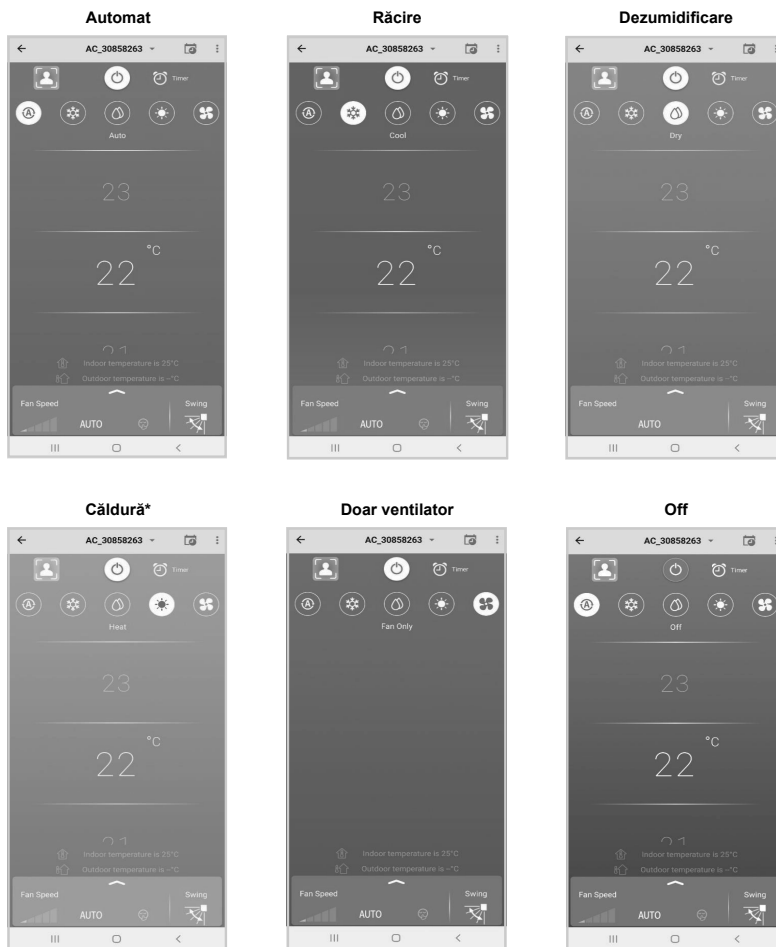 Automat
AC_30858263
Timer
A
Auto
23
°C
22
21
Indoor temperature is 25°C
Outdoor temperature is --°C
Fan Speed
Swing
AUTO
Răcire
AC_30858263
Timer
A
Cool
23
°C
22
21
Indoor temperature is 25°C
Outdoor temperature is --°C
Fan Speed
Swing
AUTO
Dezumidificare
AC_30858263
Timer
A
Dry
23
°C
22
21
Indoor temperature is 25°C
Outdoor temperature is --°C
Fan Speed
Swing
AUTO
Căldură*
AC_30858263
Timer
A
Heat
23
°C
22
21
Indoor temperature is 25°C
Outdoor temperature is --°C
Fan Speed
Swing
AUTO
Doar ventilator
AC_30858263
Timer
A
Fan Only
Indoor temperature is 25°C
Outdoor temperature is --°C
Fan Speed
Swing
AUTO
Off
AC_30858263
Timer
A
Off
23
°C
22
21
Indoor temperature is 25°C
Outdoor temperature is --°C
Fan Speed
Swing
AUTO